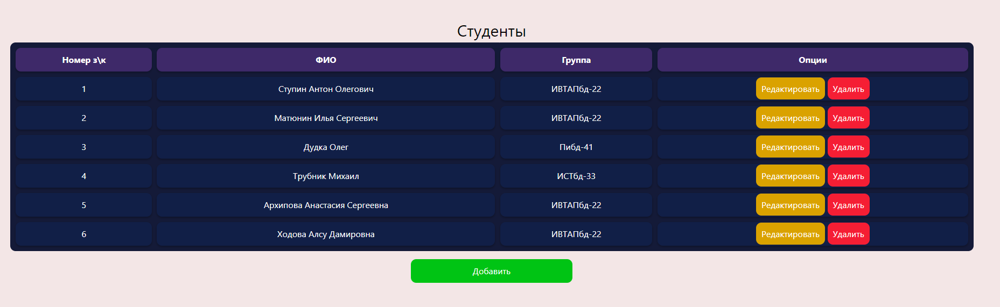 Студенты
Номер з\к ФИО Группа Опции
1 Ступин Антон Олегович ИВТАПбд-22 Редактировать Удалить
2 Матюнин Илья Сергеевич ИВТАПбд-22 Редактировать Удалить
3 Дудка Олег Пибд-41 Редактировать Удалить
4 Трубник Михаил ИСТбд-33 Редактировать Удалить
5 Архипова Анастасия Сергеевна ИВТАПбд-22 Редактировать Удалить
6 Ходова Алсу Дамировна ИВТАПбд-22 Редактировать Удалить
Добавить